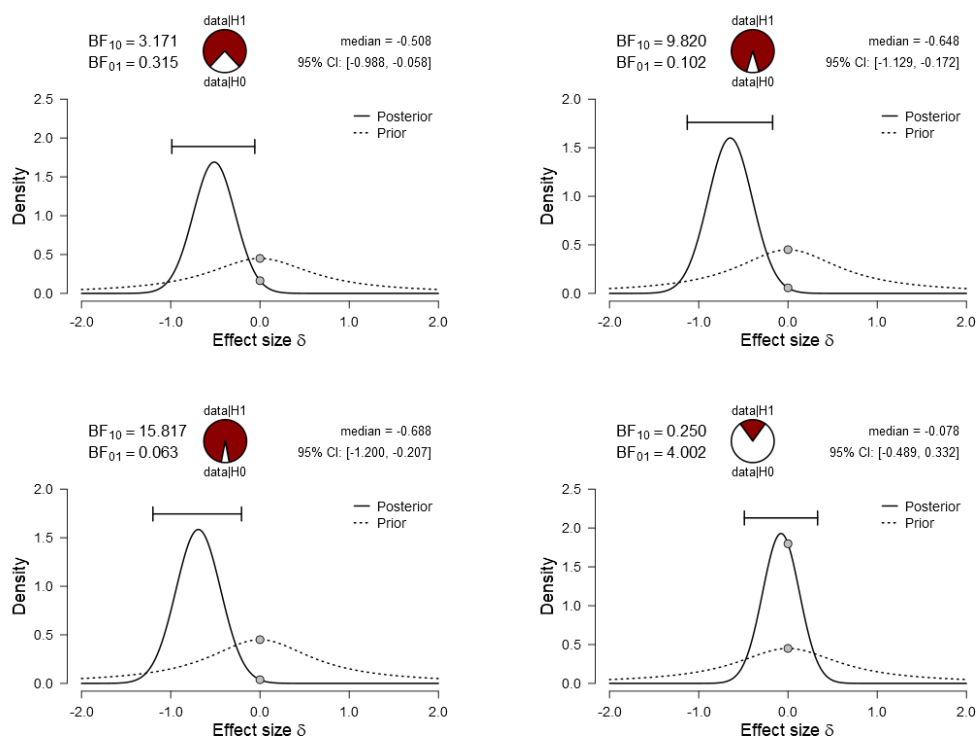 data|H1
BF10 = 3.171
BF01 = 0.315
median = -0.508
95% CI: [-0.988, -0.058]
data|H0
2.5
2.0
1.5
1.0
0.5
0.0
Density
Posterior
Prior
-2.0 -1.0 0.0 1.0 2.0
Effect size δ
data|H1
BF10 = 9.820
BF01 = 0.102
median = -0.648
95% CI: [-1.129, -0.172]
data|H0
2.0
1.5
1.0
0.5
0.0
Density
Posterior
Prior
-2.0 -1.0 0.0 1.0 2.0
Effect size δ
data|H1
BF10 = 15.817
BF01 = 0.063
median = -0.688
95% CI: [-1.200, -0.207]
data|H0
2.0
1.5
1.0
0.5
0.0
Density
Posterior
Prior
-2.0 -1.0 0.0 1.0 2.0
Effect size δ
data|H1
BF10 = 0.250
BF01 = 4.002
median = -0.078
95% CI: [-0.489, 0.332]
data|H0
2.5
2.0
1.5
1.0
0.5
0.0
Density
Posterior
Prior
-2.0 -1.0 0.0 1.0 2.0
Effect size δ